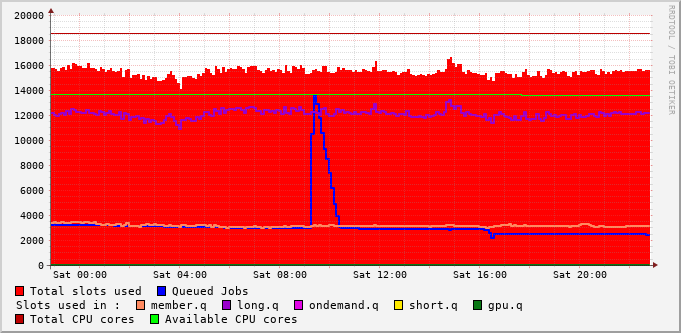 20000
18000
16000
14000
12000
10000
8000
6000
4000
2000
0
Sat 00:00 Sat 04:00 Sat 08:00 Sat 12:00 Sat 16:00 Sat 20:00
RRDTOOL / TOBI OETIKER
Total slots used Queued Jobs
Slots used in : member.q long.q ondemand.q short.q gpu.q
Total CPU cores Available CPU cores